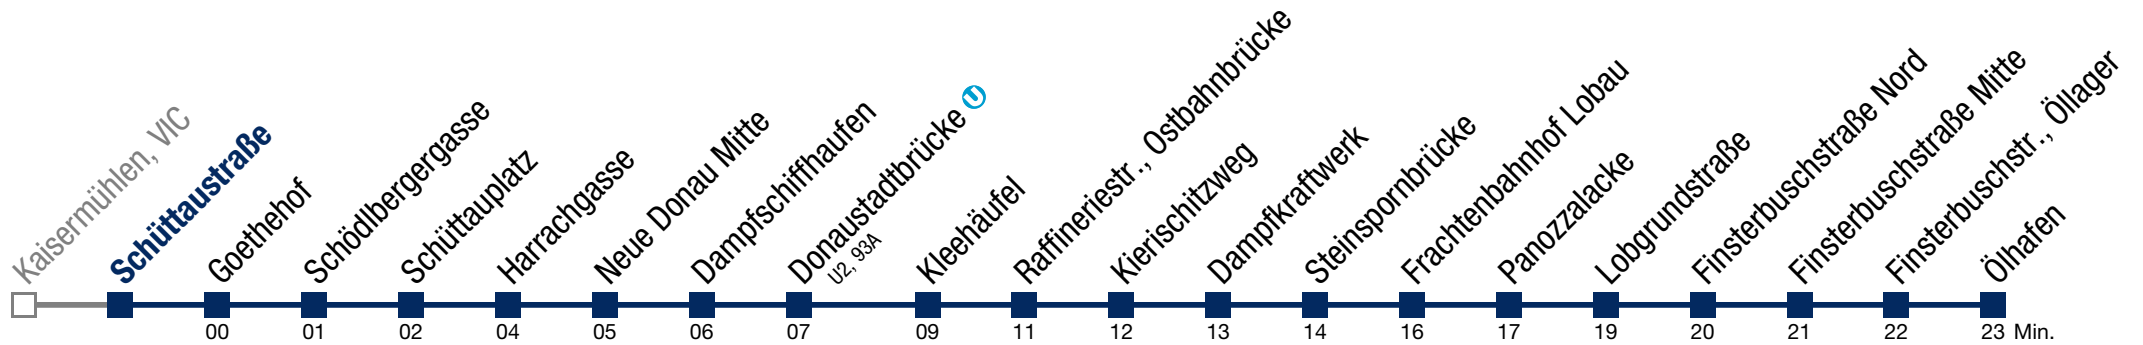 Kaisermühlen, VIC
Schüttaustraße
Goethehof
Schödlbergergasse
Schüttauplatz
Harrachgasse
Neue Donau Mitte
Dampfschiffhaufen
Donaustadtbrücke U
U2, 93A
Kleehäufel
Raffineriestr., Ostbahnbrücke
Kierischitzweg
Dampfkraftwerk
Steinspornbrücke
Frachtenbahnhof Lobau
Panozzalacke
Lobgrundstraße
Finsterbuschstraße Nord
Finsterbuschstraße Mitte
Finsterbuschstr., Öllager
Ölhafen
00 01 02 04 05 06 07 09 11 12 13 14 16 17 19 20 21 22 23 Min.